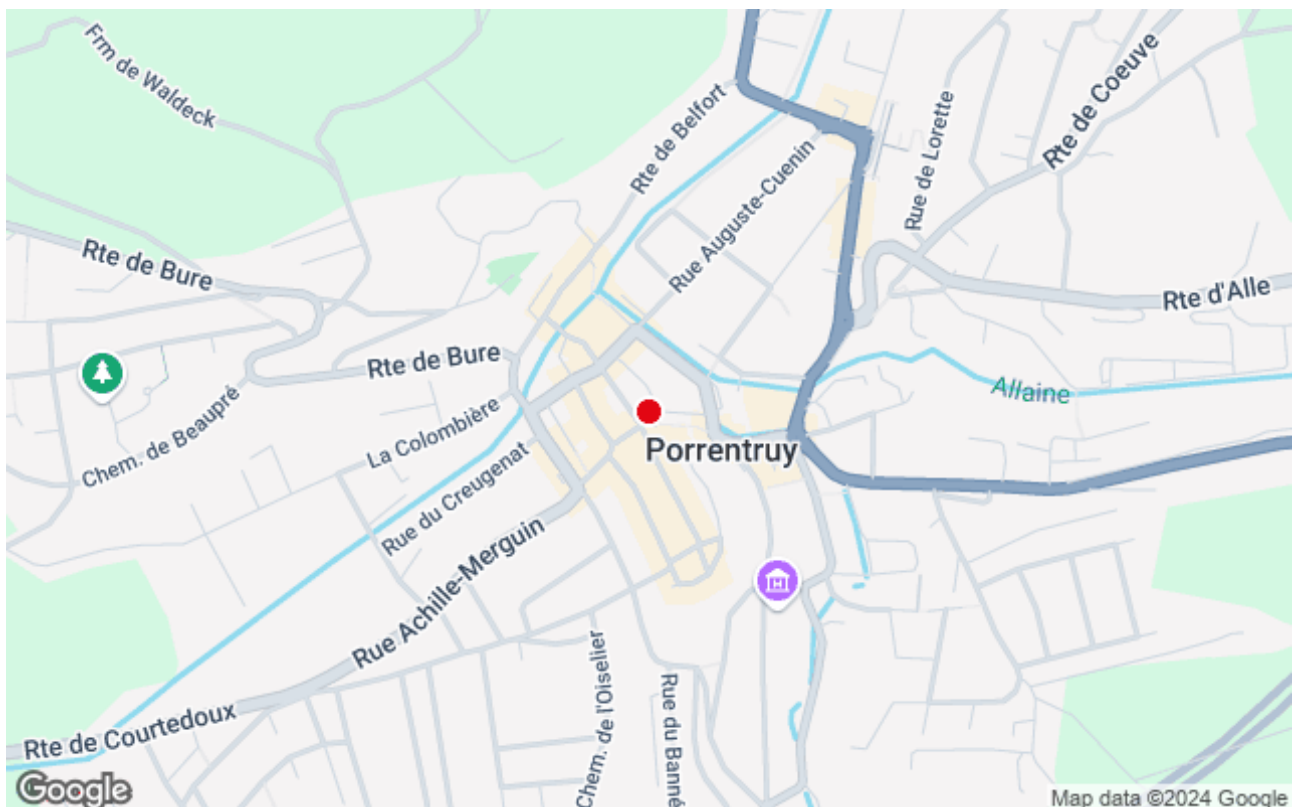 Frm de Waldeck
Rte de Belfort
Rte de Coeuve
Rue de Lorette
Rue Auguste-Cuenin
Rte de Bure
Rte d'Alle
Rte de Bure
Allaine
Chem. de Beaupré
La Colombière
Porrentruy
Rue du Creugenat
Rue Achille-Merguin
Chem. de l'Oiselier
Rue du Banné
Rte de Courtedoux
Google
Map data ©2024 Google